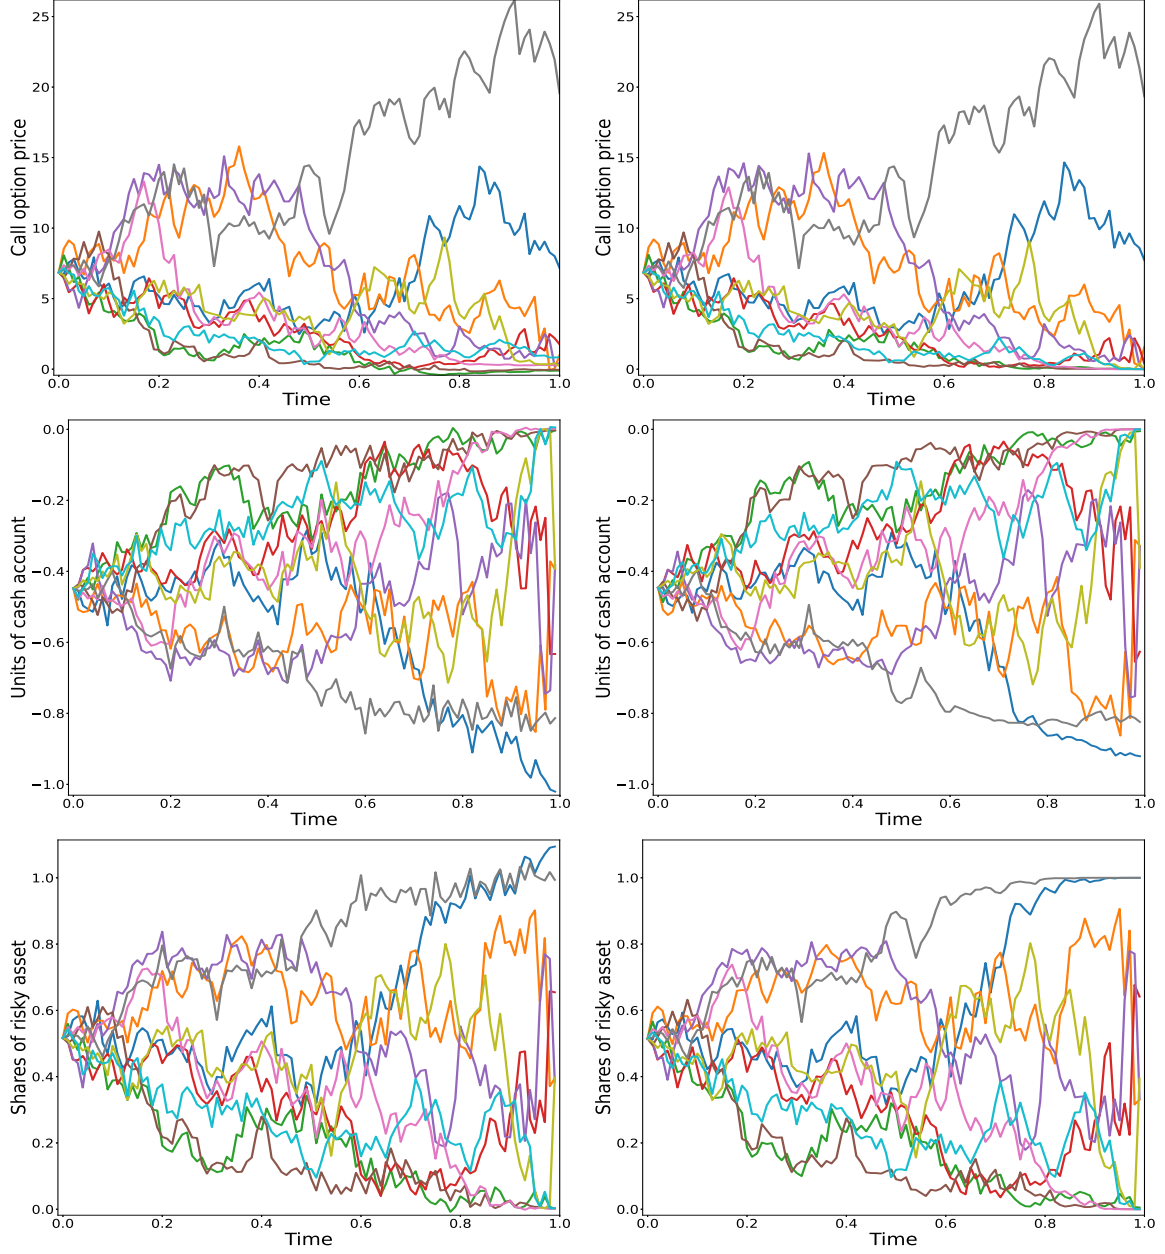 25
20
15
10
5
0
Call option price
0.0 0.2 0.4 0.6 0.8 1.0
Time
25
20
15
10
5
0
Call option price
0.0 0.2 0.4 0.6 0.8 1.0
Time
0.0
−0.2
−0.4
−0.6
−0.8
−1.0
Units of cash account
0.0 0.2 0.4 0.6 0.8 1.0
Time
0.0
−0.2
−0.4
−0.6
−0.8
−1.0
Units of cash account
0.0 0.2 0.4 0.6 0.8 1.0
Time
1.0
0.8
0.6
0.4
0.2
0.0
Shares of risky asset
0.0 0.2 0.4 0.6 0.8 1.0
Time
1.0
0.8
0.6
0.4
0.2
0.0
Shares of risky asset
0.0 0.2 0.4 0.6 0.8 1.0
Time